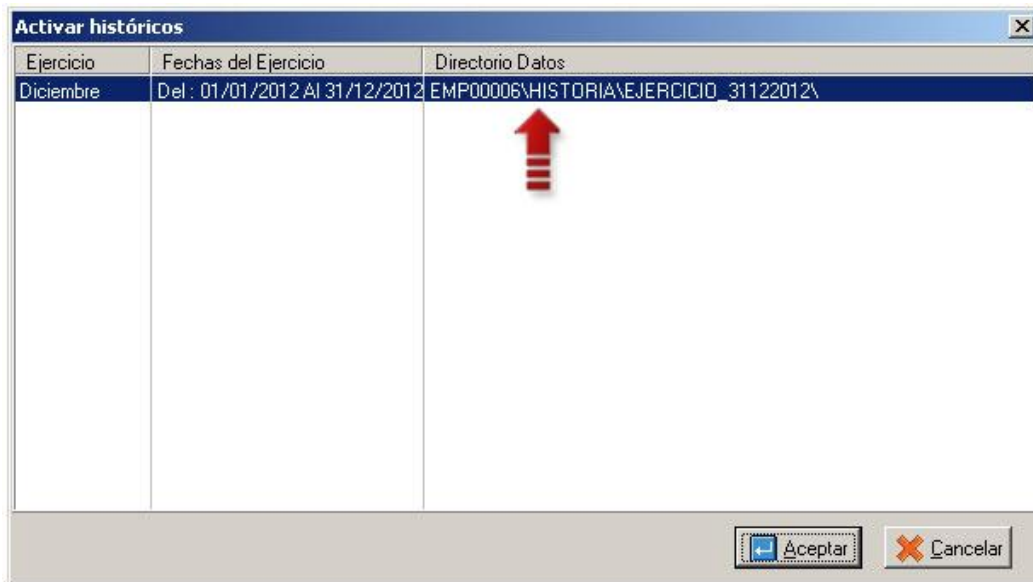 Activar históricos
Ejercicio Fechas del Ejercicio Directorio Datos
Diciembre Del : 01/01/2012 Al 31/12/2012 EMP00006\HISTORIA\EJERCICIO_31122012\
Aceptar Cancelar